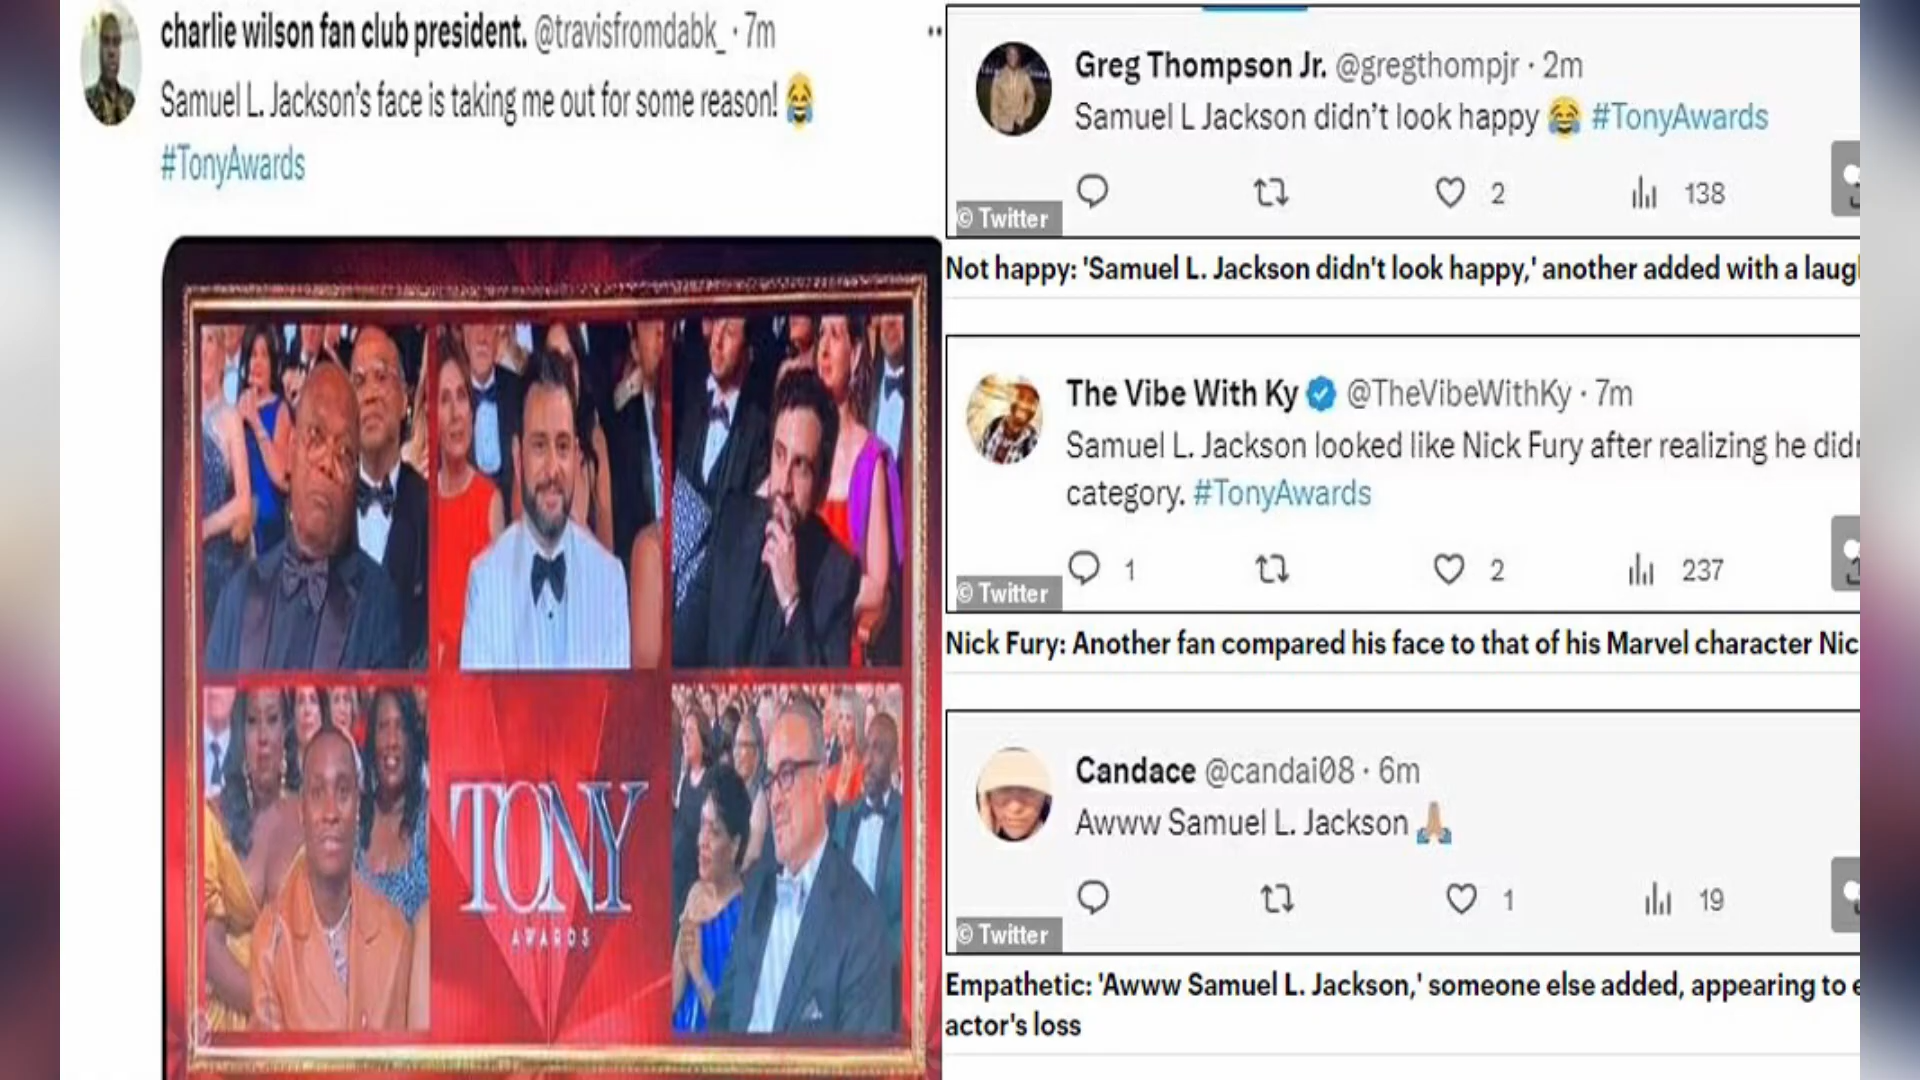 charlie wilson fan club president. @travisfromdabk_ · 7m
Samuel L. Jackson's face is taking me out for some reason! 😂
#TonyAwards
TONY
AWARDS
Greg Thompson Jr. @gregthompjr · 2m
Samuel L Jackson didn't look happy 😂 #TonyAwards
2 138
© Twitter
Not happy: 'Samuel L. Jackson didn't look happy,' another added with a laug
The Vibe With Ky @TheVibeWithKy · 7m
Samuel L. Jackson looked like Nick Fury after realizing he did
category. #TonyAwards
1 2 237
© Twitter
Nick Fury: Another fan compared his face to that of his Marvel character Nic
Candace @candai08 · 6m
Awww Samuel L. Jackson 🙏🏽
1 19
© Twitter
Empathetic: 'Awww Samuel L. Jackson,' someone else added, appearing to e
actor's loss